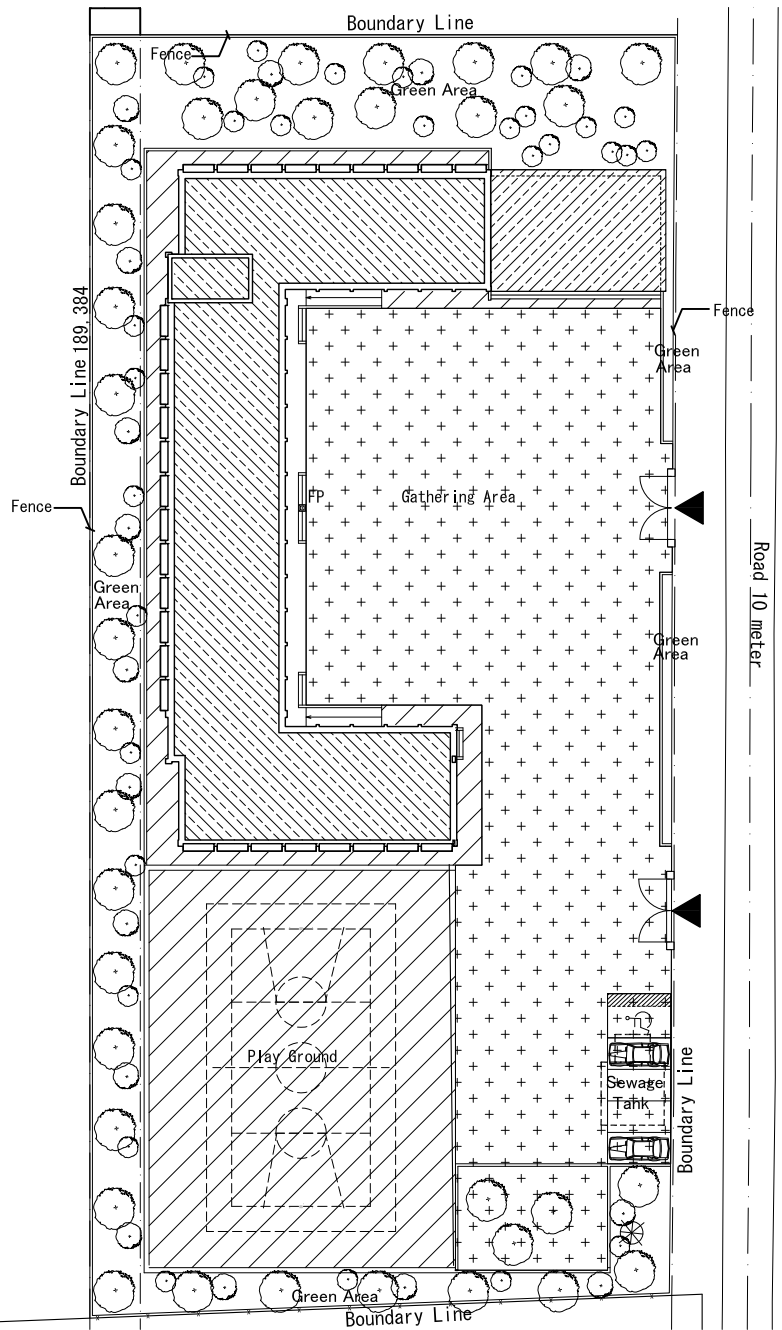 Boundary Line
Fence
Green Area
Boundary Line 189,384
Fence
Green
Area
Fence
FP
Gathering Area
Green
Area
Green
Area
Road 10 meter
Play Ground
Sewage
Tank
Boundary Line
Green Area
Boundary Line